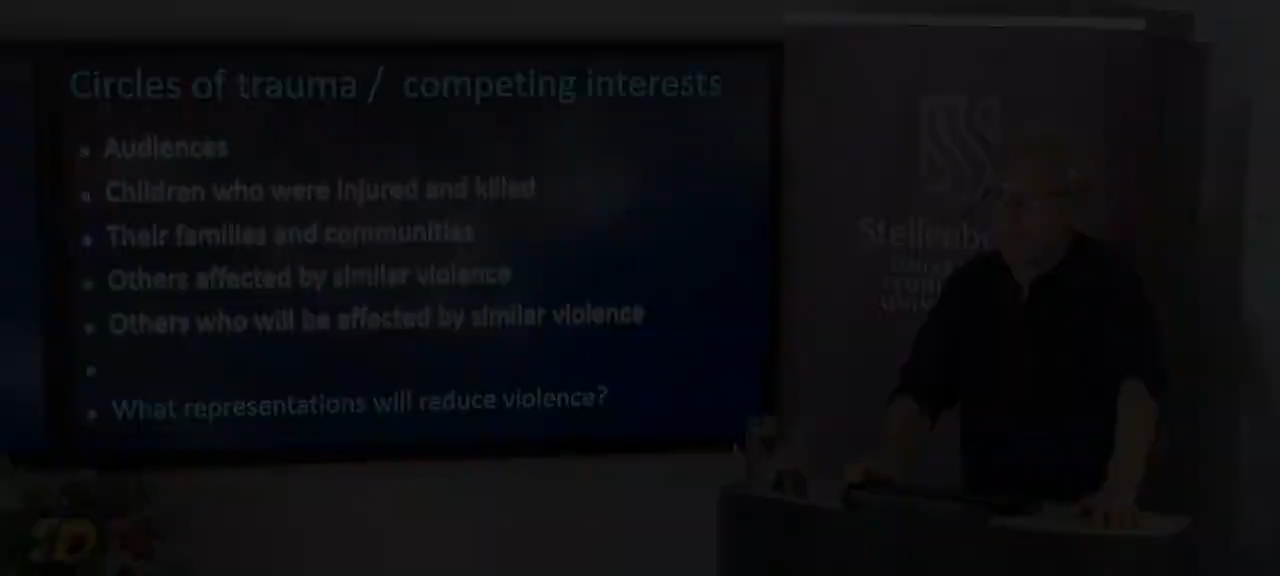 Circles of trauma / competing interests
Audiences
Children who were injured and killed
Their families and communities
Others affected by similar violence
Others who will be affected by similar violence
What representations will reduce violence?